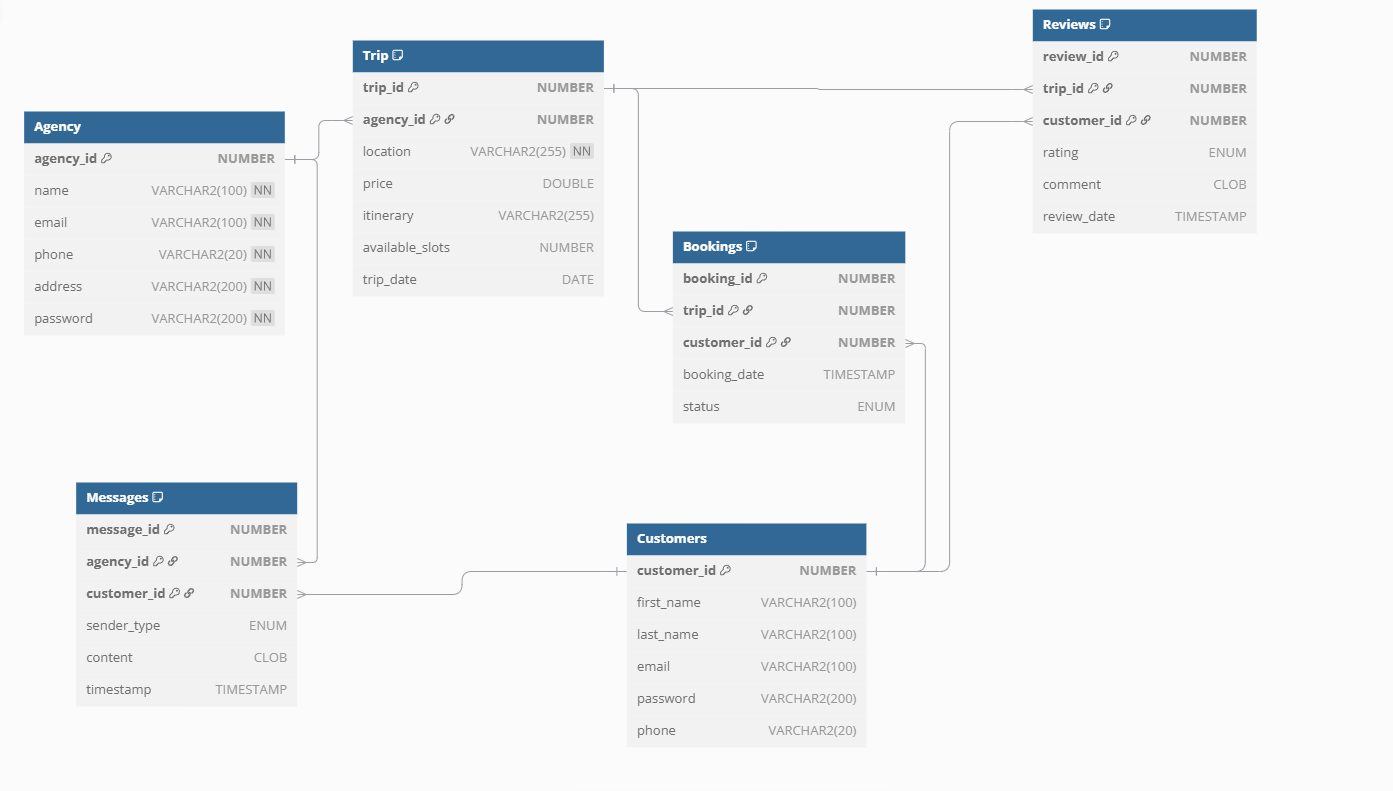 Agency
agency_id NUMBER
name VARCHAR2(100) NN
email VARCHAR2(100) NN
phone VARCHAR2(20) NN
address VARCHAR2(200) NN
password VARCHAR2(200) NN
Trip
trip_id NUMBER
agency_id NUMBER
location VARCHAR2(255) NN
price DOUBLE
itinerary VARCHAR2(255)
available_slots NUMBER
trip_date DATE
Reviews
review_id NUMBER
trip_id NUMBER
customer_id NUMBER
rating ENUM
comment CLOB
review_date TIMESTAMP
Bookings
booking_id NUMBER
trip_id NUMBER
customer_id NUMBER
booking_date TIMESTAMP
status ENUM
Messages
message_id NUMBER
agency_id NUMBER
customer_id NUMBER
sender_type ENUM
content CLOB
timestamp TIMESTAMP
Customers
customer_id NUMBER
first_name VARCHAR2(100)
last_name VARCHAR2(100)
email VARCHAR2(100)
password VARCHAR2(200)
phone VARCHAR2(20)